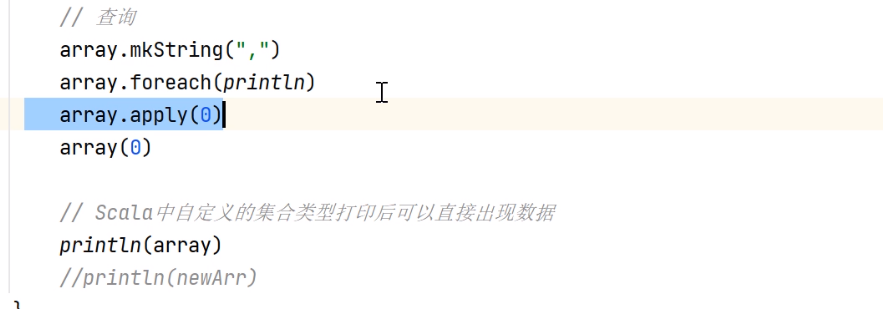 // 查询
array.mkString(",")
array.foreach(println)
array.apply(0)
array(0)
// Scala中自定义的集合类型打印后可以直接出现数据
println(array)
//println(newArr)
}